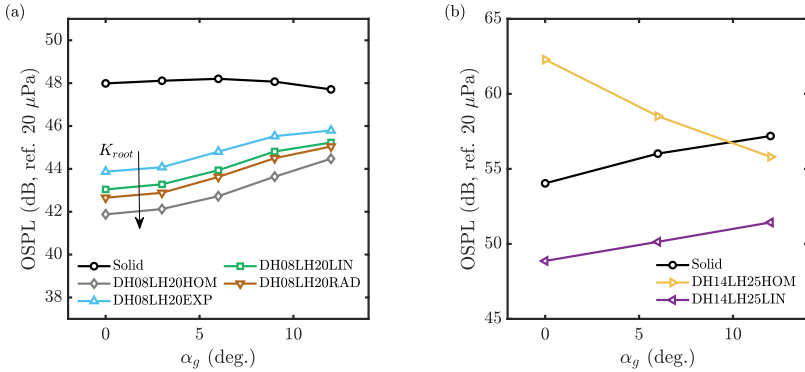 (a)
OSPL (dB, ref. 20 μPa)
50
48
46
44
42
40
38
K_root
Solid
DH08LH20HOM
DH08LH20EXP
DH08LH20LIN
DH08LH20RAD
0
5
10
α_g (deg.)
(b)
OSPL (dB, ref. 20 μPa)
65
60
55
50
45
Solid
DH14LH25HOM
DH14LH25LIN
0
5
10
α_g (deg.)